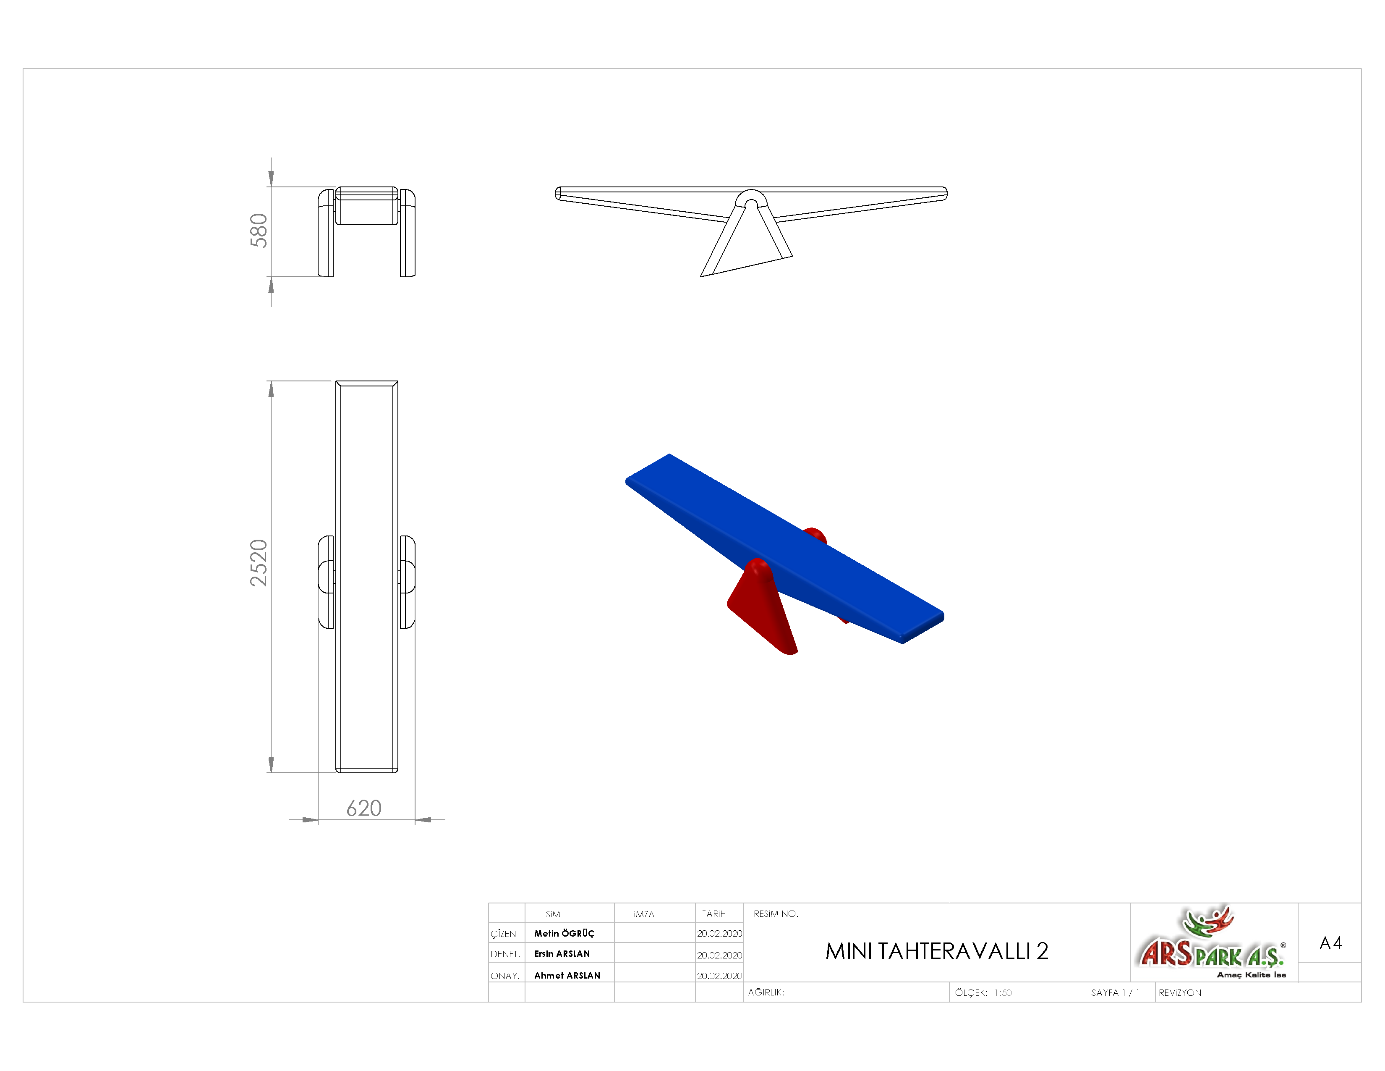 580
2520
620
İSİM
İMZA
TARİH
RESİM NO.
ÇİZEN
Metin ÖGRÜÇ
20.02.2020
DENET.
Ersin ARSLAN
20.02.2020
ONAY.
Ahmet ARSLAN
20.02.2020
MINI TAHTERAVALLI 2
ARSPARK A.Ş.®
Amaç Kalite İse
A4
AĞIRLIK:
ÖLÇEK: 1:50
SAYFA 1 / 1
REVİZYON